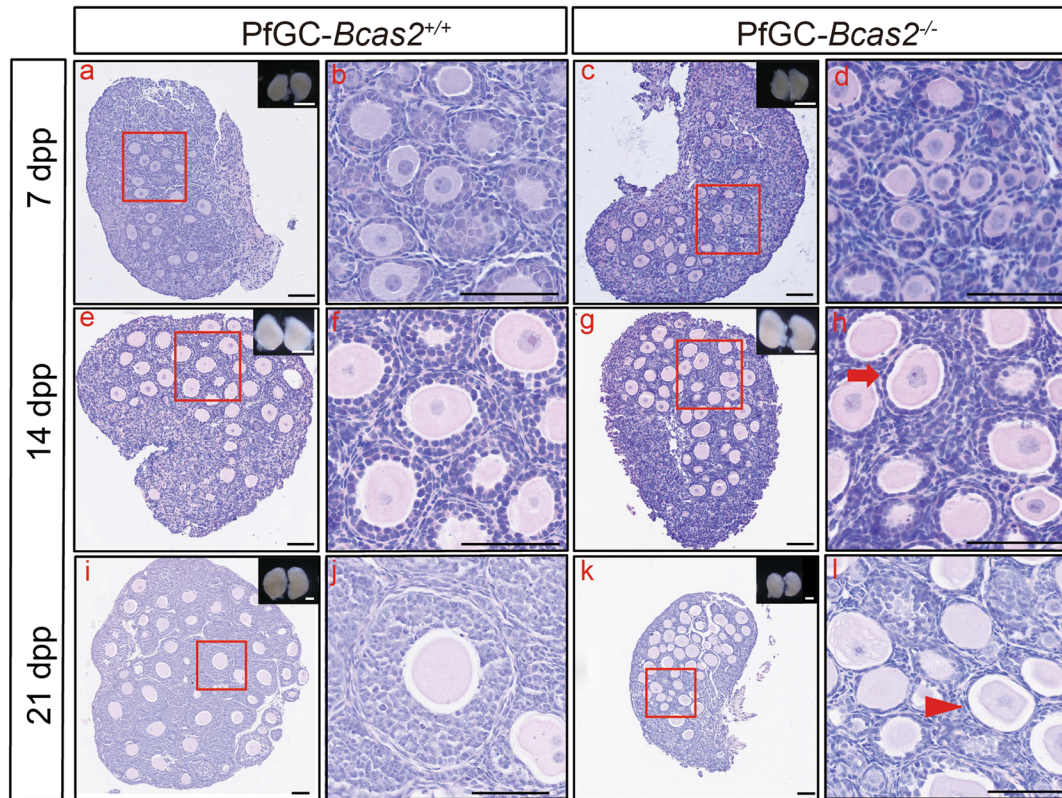 PfGC-Bcas2+/+
PfGC-Bcas2-/-
7 dpp
a
b
c
d
14 dpp
e
f
g
h
21 dpp
i
j
k
l